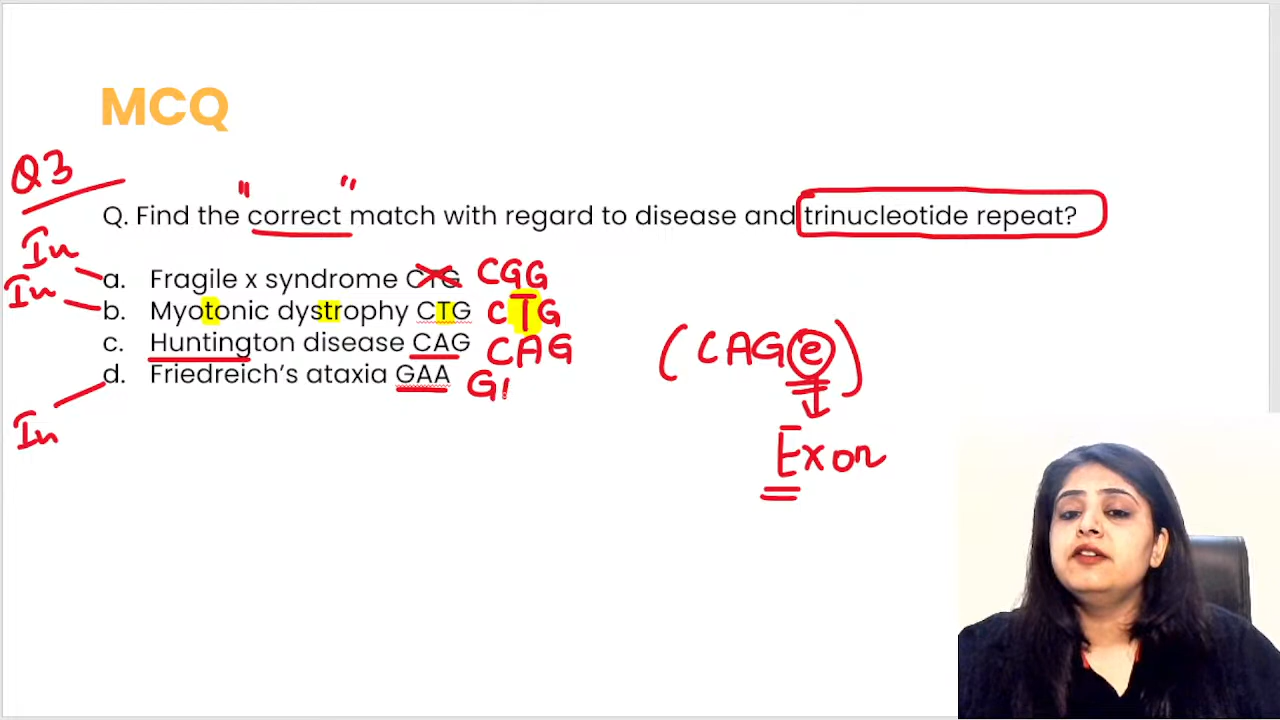 MCQ
Q3
" "
Q. Find the correct match with regard to disease and trinucleotide repeat?
In
a. Fragile x syndrome CTG CGG
In
b. Myotonic dystrophy CTG CTG
c. Huntington disease CAG CAG
(CAGe)
d. Friedreich's ataxia GAA G
In
Exon